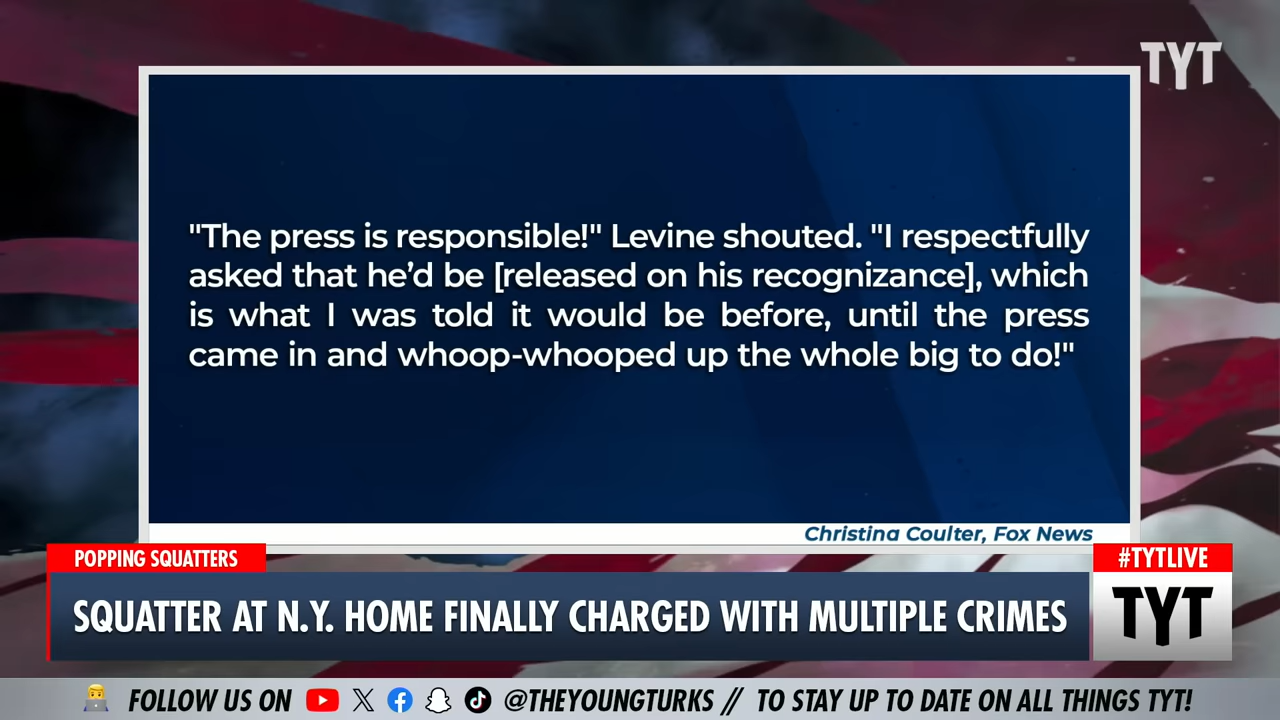 TYT
"The press is responsible!" Levine shouted. "I respectfully
asked that he’d be [released on his recognizance], which
is what I was told it would be before, until the press
came in and whoop-whooped up the whole big to do!"
Christina Coulter, Fox News
POPPING SQUATTERS
#TYTLIVE
SQUATTER AT N.Y. HOME FINALLY CHARGED WITH MULTIPLE CRIMES
TYT
FOLLOW US ON @THEYOUNGTURKS // TO STAY UP TO DATE ON ALL THINGS TYT!